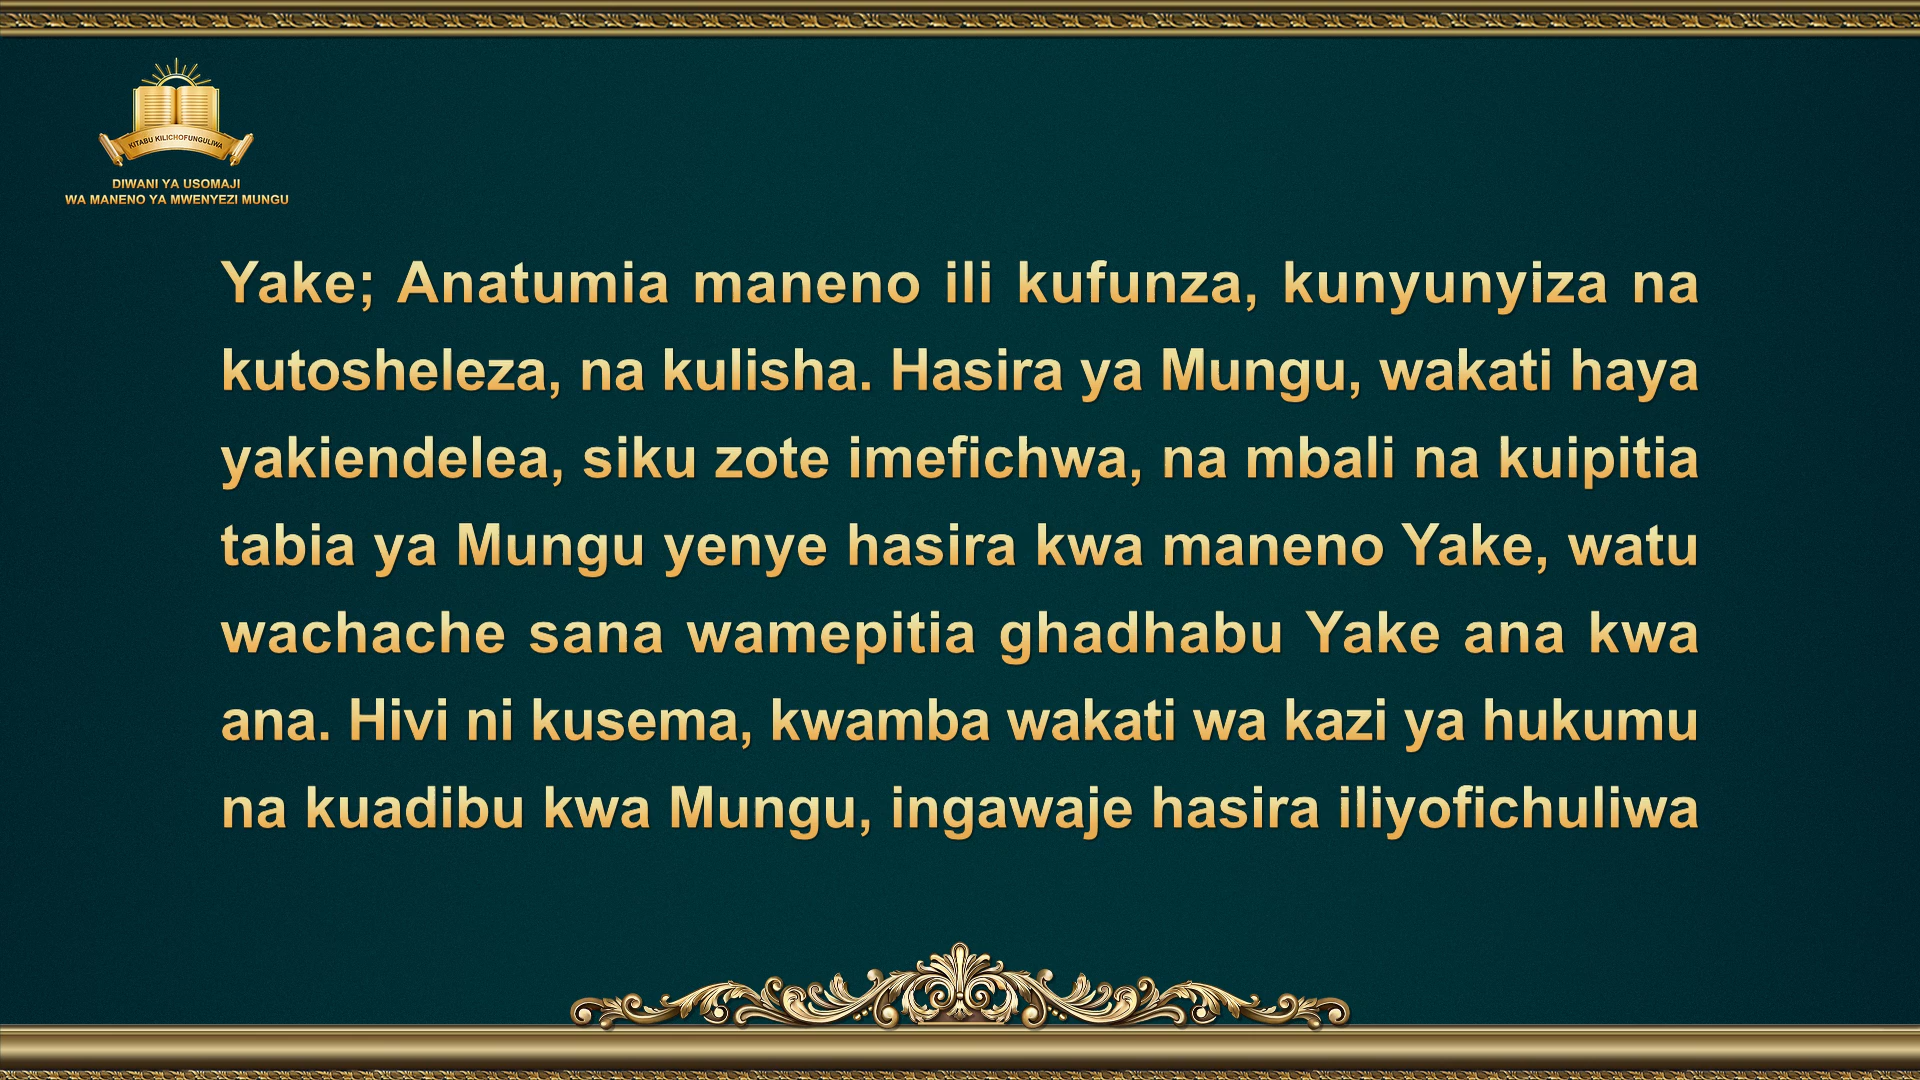 KITABU KILICHOFUNGULIWA
DIWANI YA USOMAJI
WA MANENO YA MWENYEZI MUNGU
Yake; Anatumia maneno ili kufunza, kunyunyiza na
kutosheleza, na kulisha. Hasira ya Mungu, wakati haya
yakiendelea, siku zote imefichwa, na mbali na kuipitia
tabia ya Mungu yenye hasira kwa maneno Yake, watu
wachache sana wamepitia ghadhabu Yake ana kwa
ana. Hivi ni kusema, kwamba wakati wa kazi ya hukumu
na kuadibu kwa Mungu, ingawaje hasira iliyofichuliwa